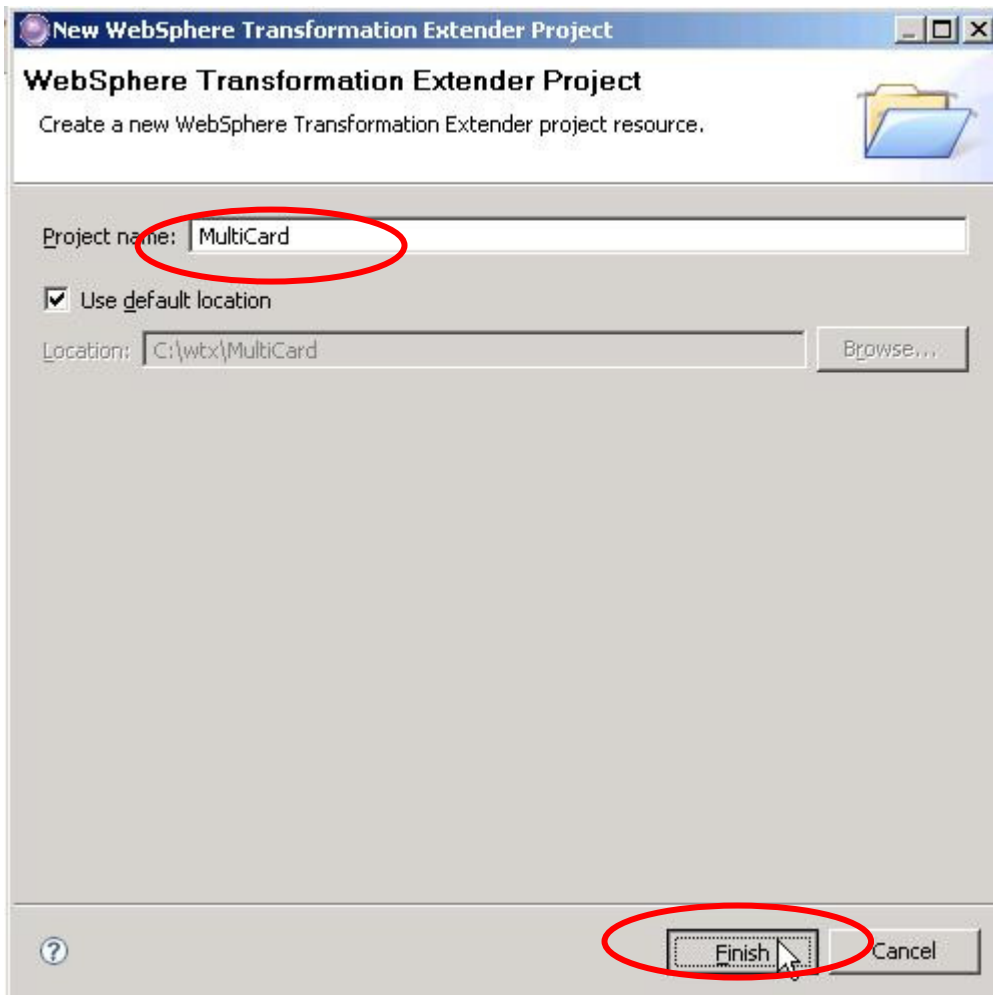 New WebSphere Transformation Extender Project
WebSphere Transformation Extender Project
Create a new WebSphere Transformation Extender project resource.
Project name: MultiCard
Use default location
Location: C:\wtx\MultiCard Browse...
? Finish Cancel